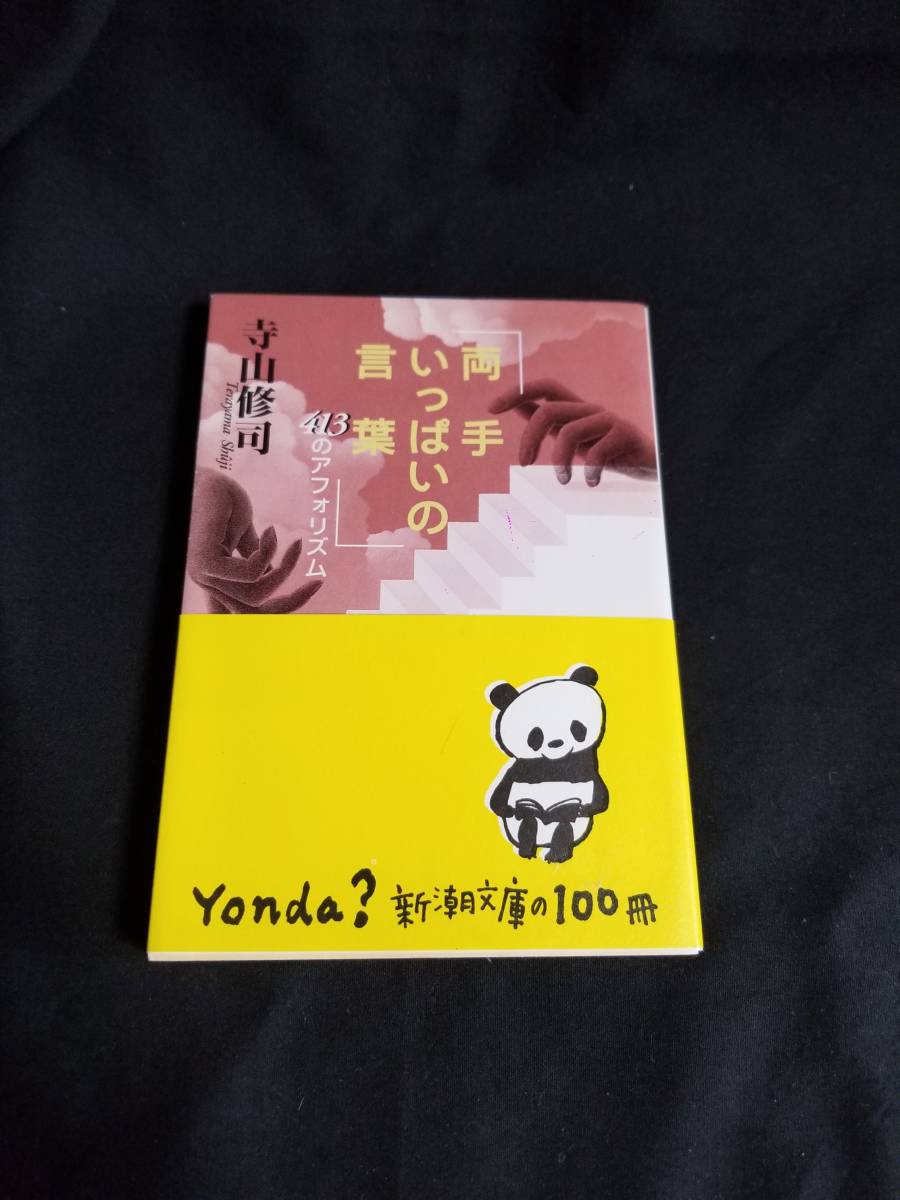 両手
いっぱいの
言葉
413のアフォリズム
寺山修司
Terayama Shūji
Yonda?
新潮文庫の100冊